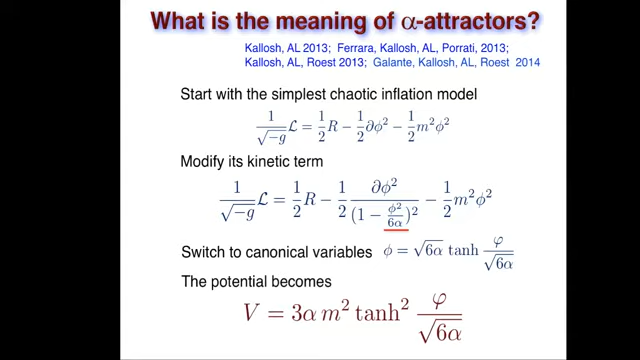 What is the meaning of α-attractors?
Kallosh, AL 2013; Ferrara, Kallosh, AL, Porrati, 2013;
Kallosh, AL, Roest 2013; Galante, Kallosh, AL, Roest 2014
Start with the simplest chaotic inflation model
1/√−g ℒ = 1/2 R − 1/2 ∂ϕ² − 1/2 m²ϕ²
Modify its kinetic term
1/√−g ℒ = 1/2 R − 1/2 ∂ϕ²/(1 − ϕ²/6α)² − 1/2 m²ϕ²
Switch to canonical variables ϕ = √6α tanh φ/√6α
The potential becomes
V = 3α m² tanh² φ/√6α